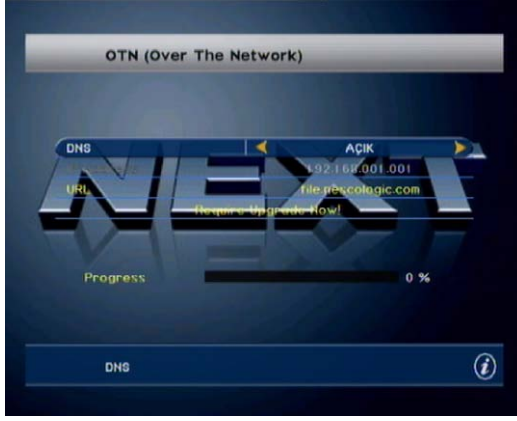 OTN (Over The Network)
DNS AÇIK
192.168.001.001
URL file.nescologic.com
Require Upgrade Now!
NEXT
Progress 0 %
DNS
i